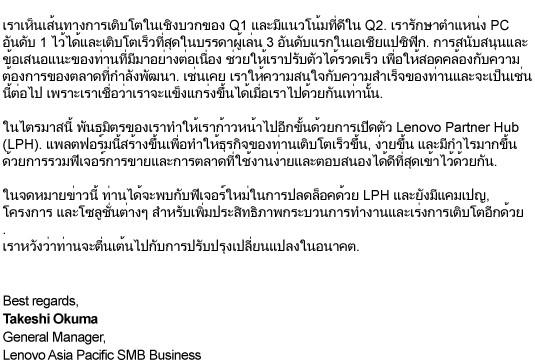 เราเห็นเส้นทางการเติบโตในเชิงบวกของ Q1 และมีแนวโน้มที่ดีใน Q2. เรารักษาตำแหน่ง PC
อันดับ 1 ไว้ได้และเติบโตเร็วที่สุดในบรรดาผู้เล่น 3 อันดับแรกในเอเชียแปซิฟิก. การสนับสนุนและ
ข้อเสนอแนะของท่านที่มีมาอย่างต่อเนื่อง ช่วยให้เราปรับตัวได้รวดเร็ว เพื่อให้สอดคล้องกับความ
ต้องการของตลาดที่กำลังพัฒนา. เช่นเคย เราให้ความสนใจกับความสำเร็จของท่านและจะเป็นเช่น
นี้ต่อไป เพราะเราเชื่อว่าเราจะแข็งแกร่งขึ้นได้เมื่อเราไปด้วยกันเท่านั้น.
ในไตรมาสนี้ พันธมิตรของเราทำให้เราก้าวหน้าไปอีกขั้นด้วยการเปิดตัว Lenovo Partner Hub
(LPH). แพลตฟอร์มนี้สร้างขึ้นเพื่อทำให้ธุรกิจของท่านเติบโตเร็วขึ้น, ง่ายขึ้น และมีกำไรมากขึ้น
ด้วยการรวมฟีเจอร์การขายและการตลาดที่ใช้งานง่ายและตอบสนองได้ดีที่สุดเข้าไว้ด้วยกัน.
ในจดหมายข่าวนี้ ท่านได้จะพบกับฟีเจอร์ใหม่ในการปลดล็อคด้วย LPH และยังมีแคมเปญ,
โครงการ และโซลูชั่นต่างๆ สำหรับเพิ่มประสิทธิภาพกระบวนการทำงานและเร่งการเติบโตอีกด้วย
.
เราหวังว่าท่านจะตื่นเต้นไปกับการปรับปรุงเปลี่ยนแปลงในอนาคต.
Best regards,
Takeshi Okuma
General Manager,
Lenovo Asia Pacific SMB Business